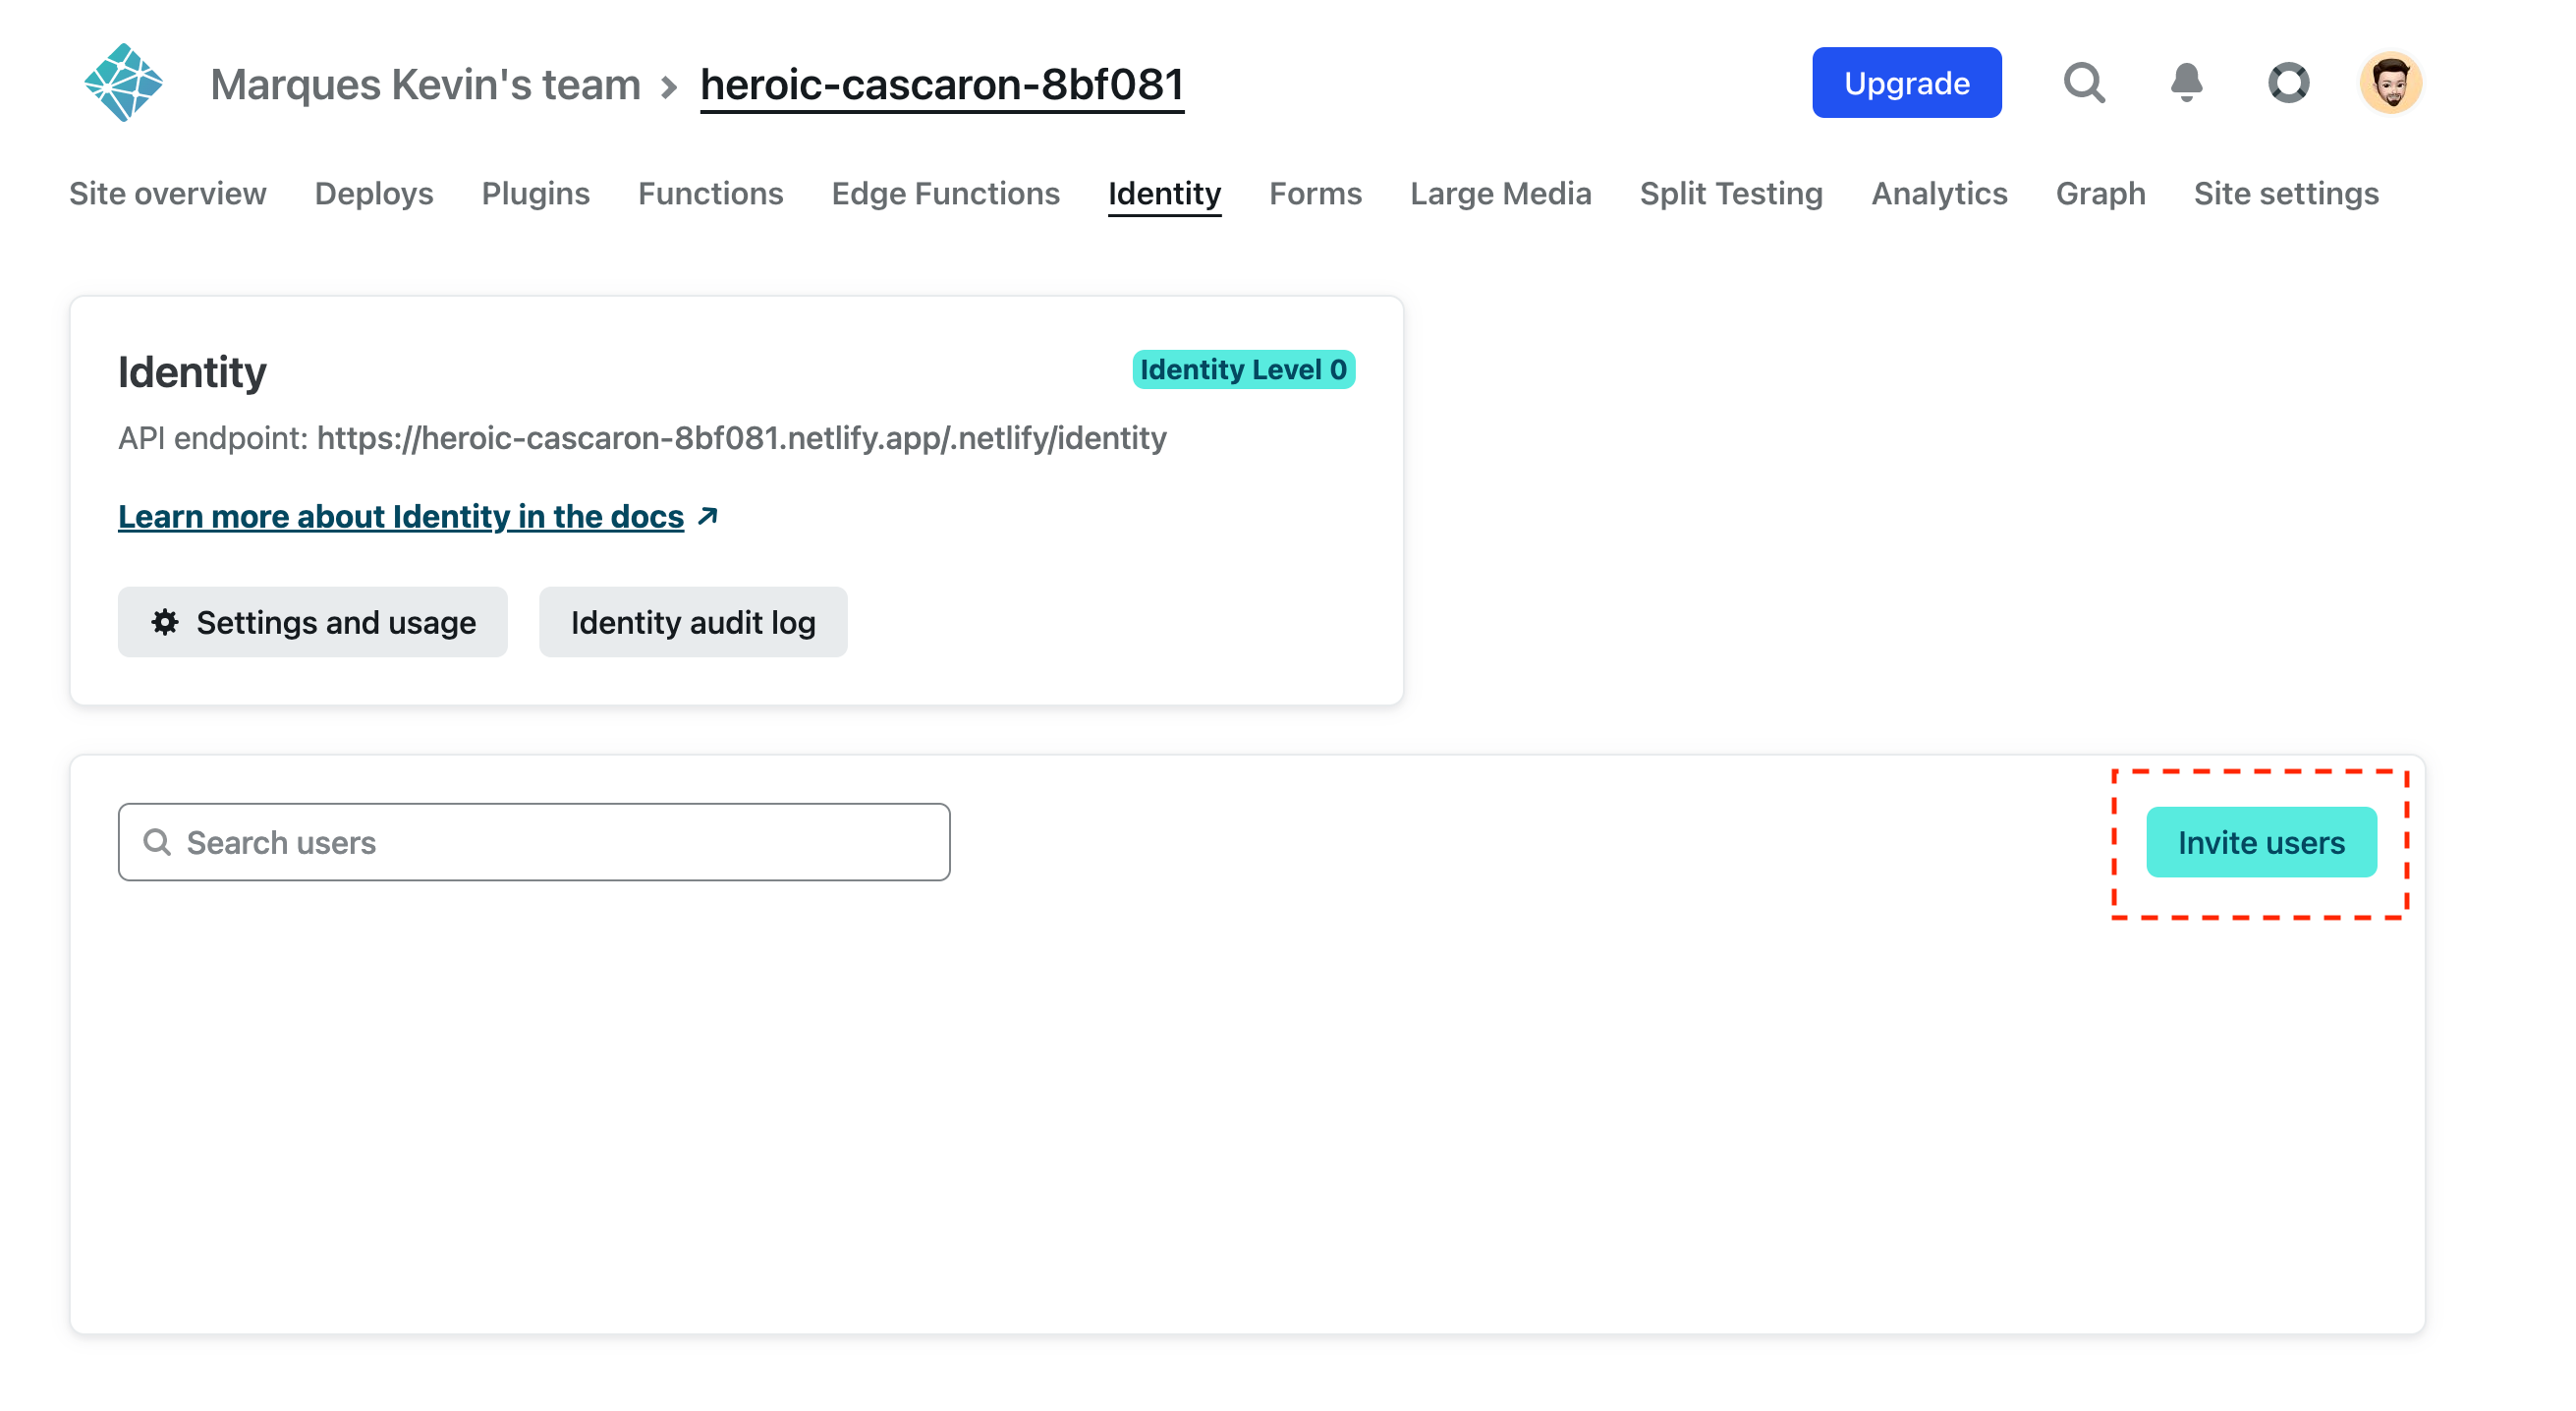 Marques Kevin's team > heroic-cascaron-8bf081
Upgrade
Site overview Deploys Plugins Functions Edge Functions Identity Forms Large Media Split Testing Analytics Graph Site settings
Identity
Identity Level 0
API endpoint: https://heroic-cascaron-8bf081.netlify.app/.netlify/identity
Learn more about Identity in the docs ↗
Settings and usage
Identity audit log
Search users
Invite users